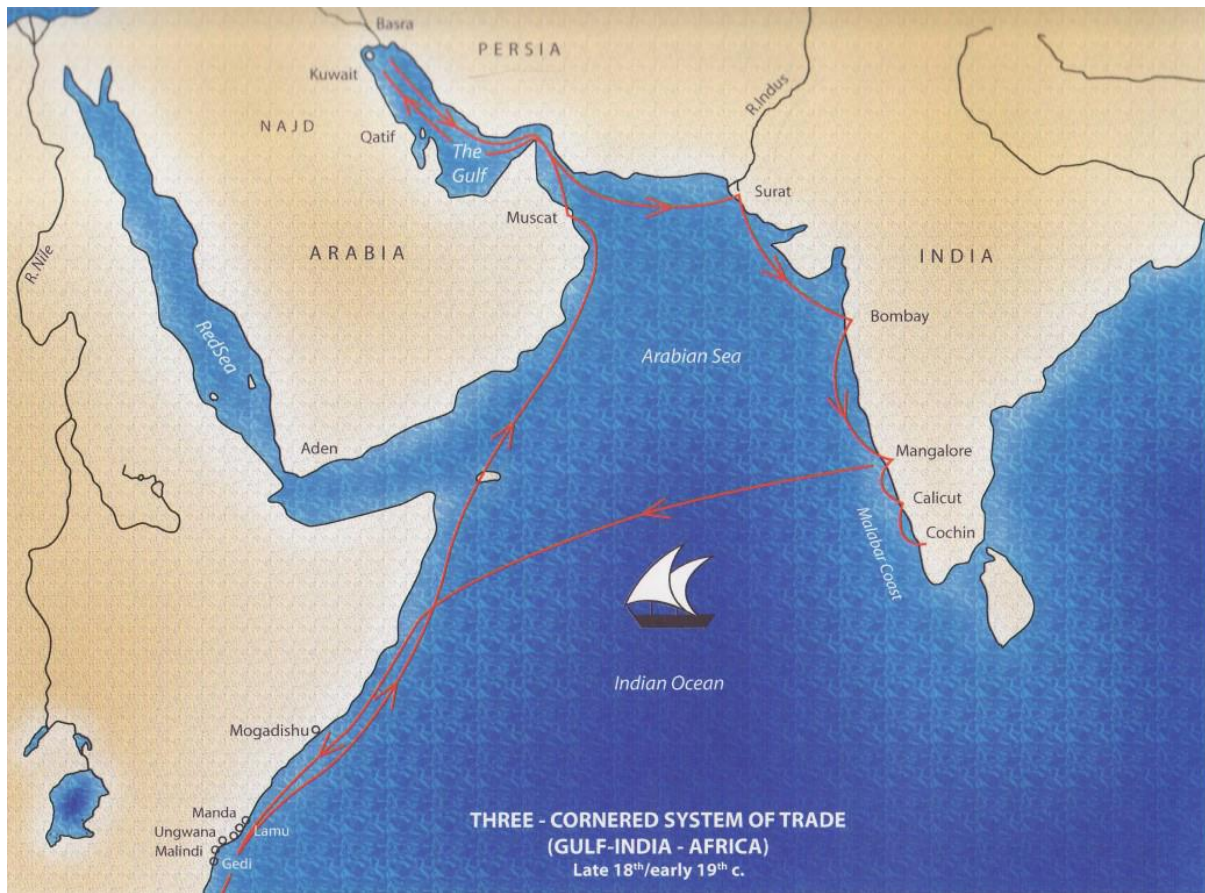 Basra
PERSIA
Kuwait
R.Indus
NAJD
Qatif
The
Gulf
Surat
Muscat
ARABIA
INDIA
R. Nile
Bombay
RedSea
Arabian Sea
Aden
Mangalore
Calicut
Malabar Coast
Cochin
Indian Ocean
Mogadishu
Manda
Lamu
Ungwana
Malindi
Gedi
THREE - CORNERED SYSTEM OF TRADE
(GULF-INDIA - AFRICA)
Late 18th/early 19th c.